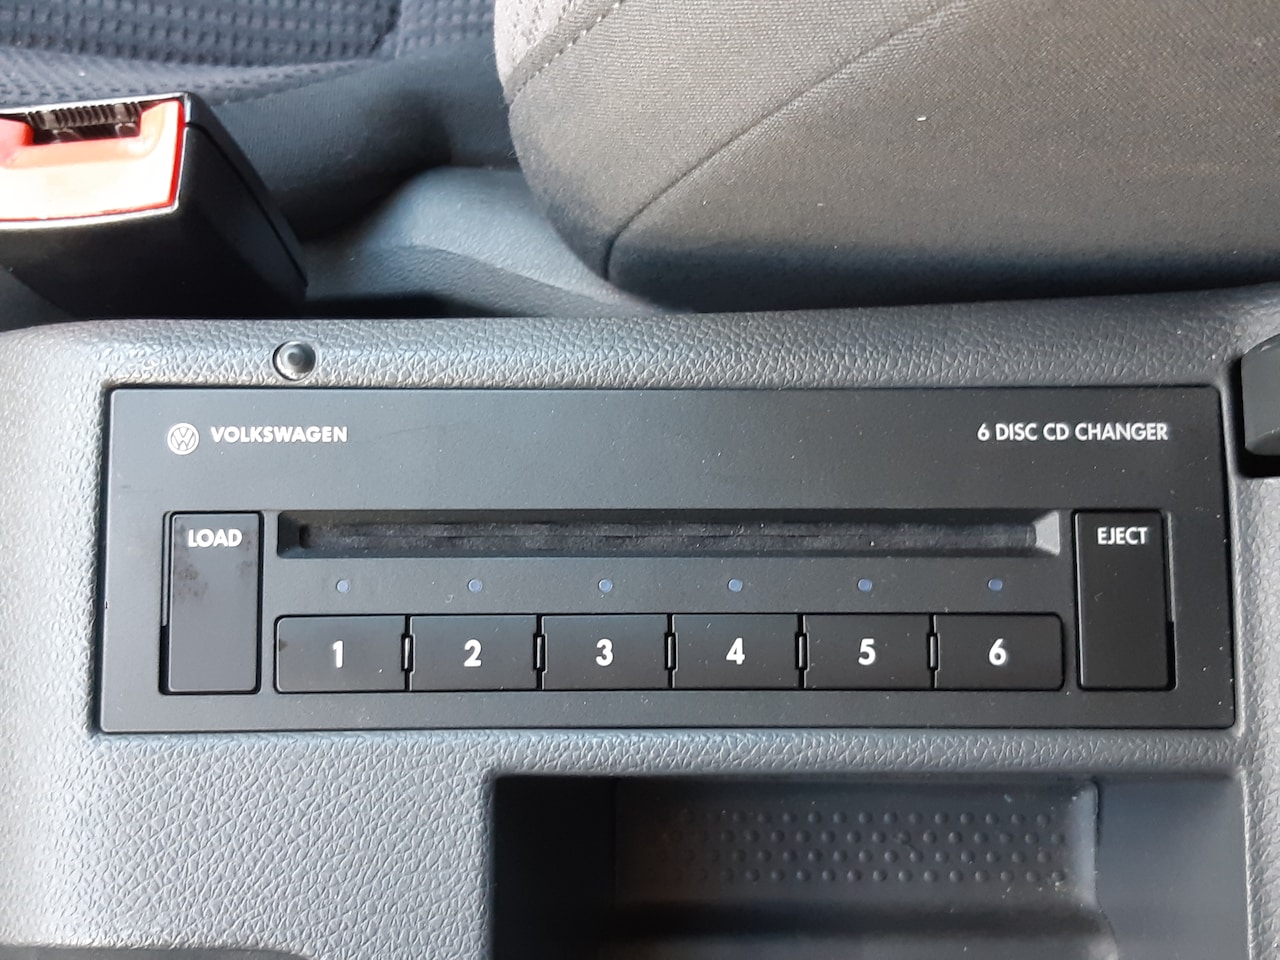 VOLKSWAGEN
6 DISC CD CHANGER
LOAD
EJECT
1 2 3 4 5 6